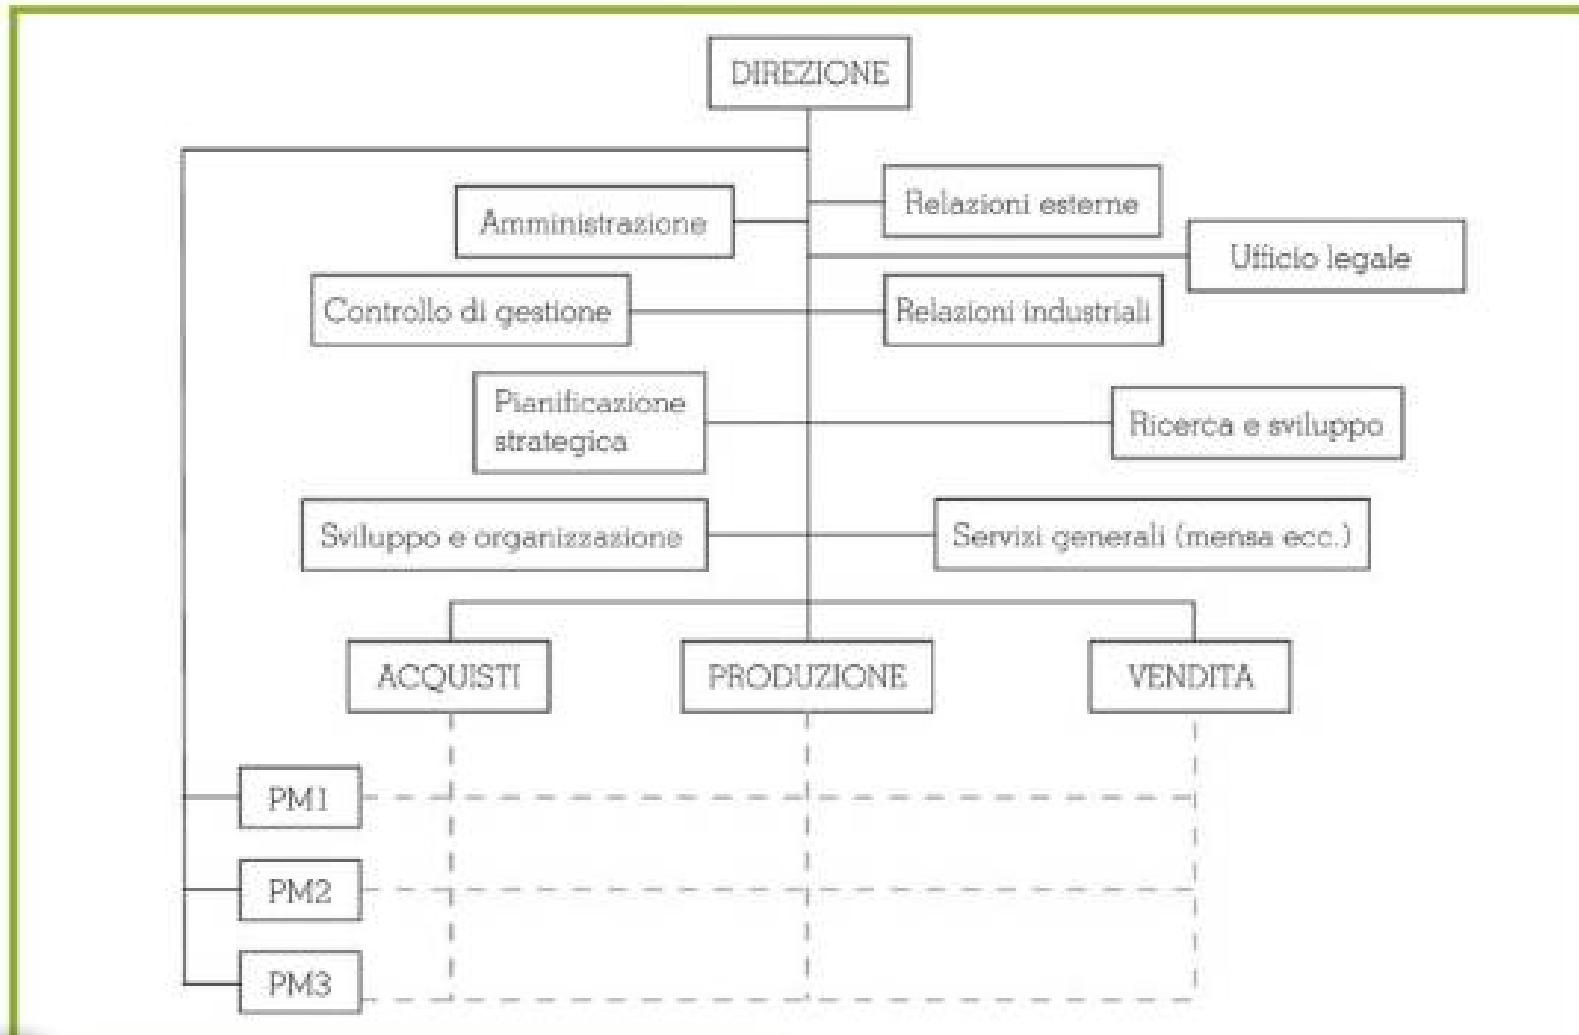 DIREZIONE
Relazioni esterne
Amministrazione
Ufficio legale
Controllo di gestione
Relazioni industriali
Pianificazione
strategica
Ricerca e sviluppo
Sviluppo e organizzazione
Servizi generali (mensa ecc.)
ACQUISTI
PRODUZIONE
VENDITA
PM1
PM2
PM3